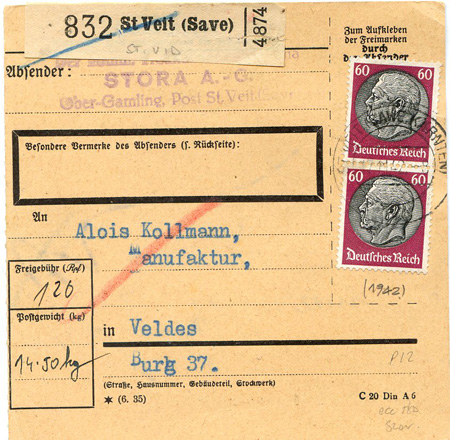 832 St. Veit (Save)
4874
ST. VID
Zum Aufkleben
der Freimarken
durch
den Absender
Absender:
STORA A. G.
Ober-Gamling, Post St. Veit
60 60
Deutsches Reich
60 60
Deutsches Reich
Besondere Vermerke des Absenders (s. Rückseite):
An
Alois Kollmann,
Manufaktur,
Freigebühr (Rpf)
120
Postgewicht (kg)
14.50 kg
(1942)
in Veldes
Burg 37.
P12
(Straße, Hausnummer, Gebäudeteil, Stockwerk)
(6. 35)
C 20 Din A 6